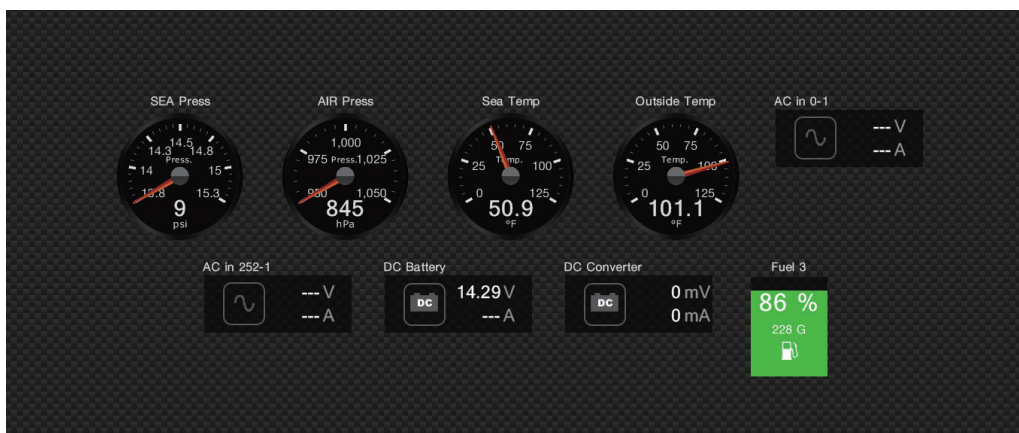 SEA Press
14.5
14.3 14.8
Press.
14 15
13.8 15.3
9
psi
AIR Press
1,000
975 Press. 1,025
950 1,050
845
hPa
Sea Temp
50 75
Temp.
25 100
0 125
50.9
°F
Outside Temp
50 75
Temp.
25 100
0 125
101.1
°F
AC in 0-1
--- V
--- A
AC in 252-1
--- V
--- A
DC Battery
DC
14.29 V
--- A
DC Converter
DC
0 mV
0 mA
Fuel 3
86 %
228 G